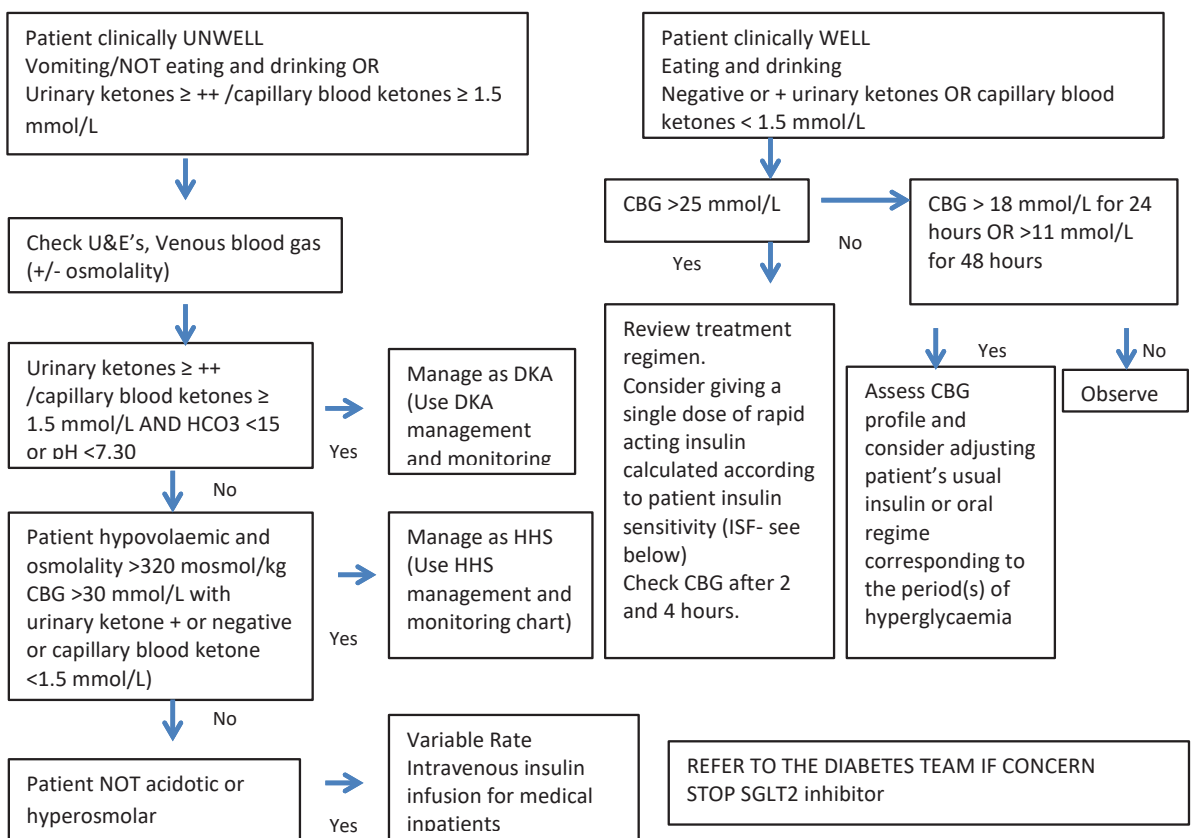 Patient clinically UNWELL
Vomiting/NOT eating and drinking OR
Urinary ketones ≥ ++ /capillary blood ketones ≥ 1.5
mmol/L
Check U&E’s, Venous blood gas
(+/- osmolality)
Urinary ketones ≥ ++
/capillary blood ketones ≥
1.5 mmol/L AND HCO3 <15
or pH <7.30
Yes
Manage as DKA
(Use DKA
management
and monitoring
No
Patient hypovolaemic and
osmolality >320 mosmol/kg
CBG >30 mmol/L with
urinary ketone + or negative
or capillary blood ketone
<1.5 mmol/L)
Yes
Manage as HHS
(Use HHS
management and
monitoring chart)
No
Patient NOT acidotic or
hyperosmolar
Yes
Variable Rate
Intravenous insulin
infusion for medical
inpatients
Patient clinically WELL
Eating and drinking
Negative or + urinary ketones OR capillary blood
ketones < 1.5 mmol/L
CBG >25 mmol/L
No
CBG > 18 mmol/L for 24
hours OR >11 mmol/L
for 48 hours
Yes
Review treatment
regimen.
Consider giving a
single dose of rapid
acting insulin
calculated according
to patient insulin
sensitivity (ISF- see
below)
Check CBG after 2
and 4 hours.
Yes
Assess CBG
profile and
consider adjusting
patient’s usual
insulin or oral
regime
corresponding to
the period(s) of
hyperglycaemia
No
Observe
REFER TO THE DIABETES TEAM IF CONCERN
STOP SGLT2 inhibitor